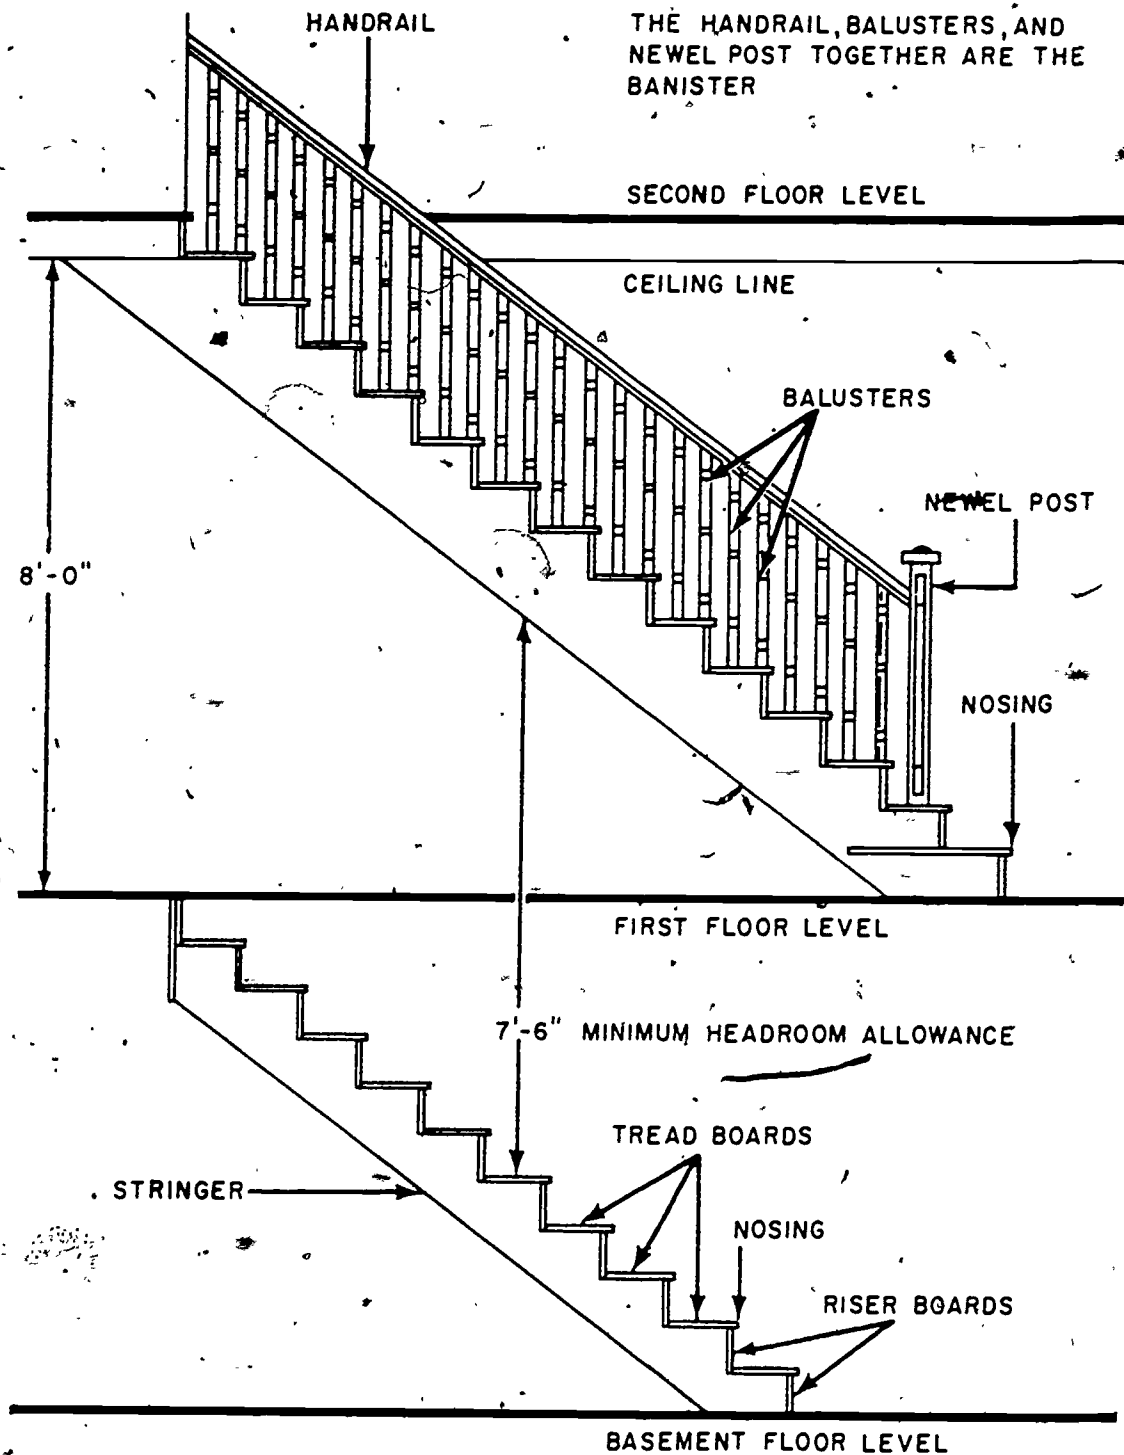 HANDRAIL
THE HANDRAIL, BALUSTERS, AND
NEWEL POST TOGETHER ARE THE
BANISTER
SECOND FLOOR LEVEL
CEILING LINE
BALUSTERS
NEWEL POST
8'-0"
NOSING
FIRST FLOOR LEVEL
7'-6" MINIMUM HEADROOM ALLOWANCE
TREAD BOARDS
STRINGER
NOSING
RISER BOARDS
BASEMENT FLOOR LEVEL